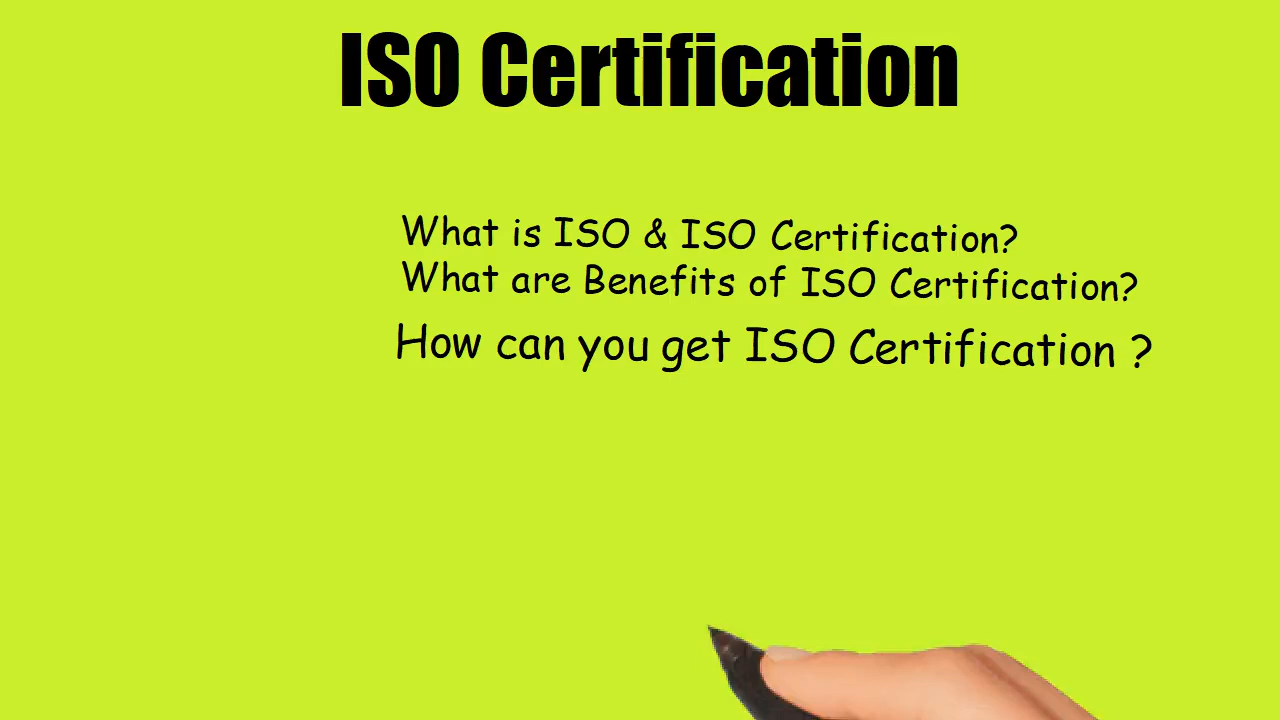 ISO Certification
What is ISO & ISO Certification?
What are Benefits of ISO Certification?
How can you get ISO Certification ?